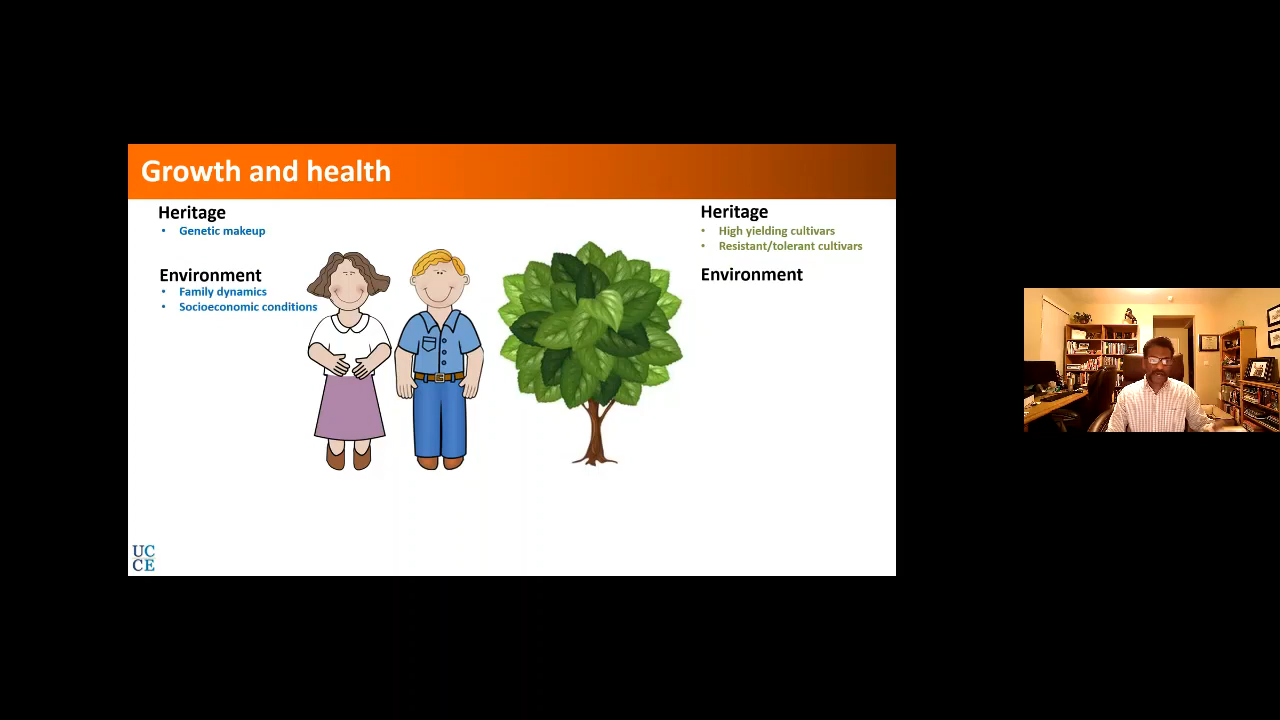 Growth and health
Heritage
• Genetic makeup
Environment
• Family dynamics
• Socioeconomic conditions
Heritage
• High yielding cultivars
• Resistant/tolerant cultivars
Environment
UC
CE